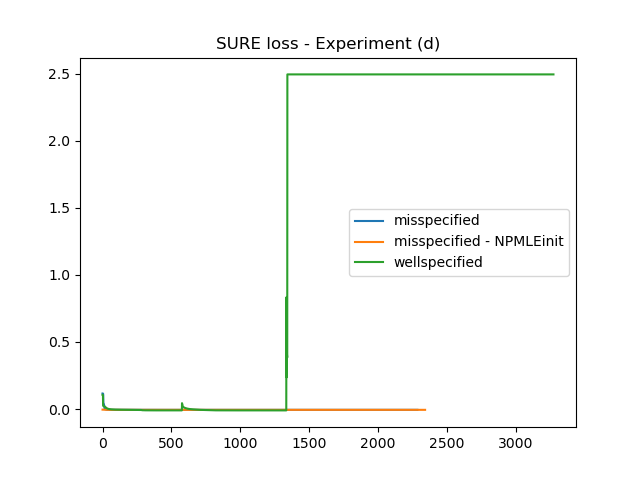 SURE loss - Experiment (d)
2.5
2.0
1.5
1.0
0.5
0.0
misspecified
misspecified - NPMLEinit
wellspecified
0 500 1000 1500 2000 2500 3000